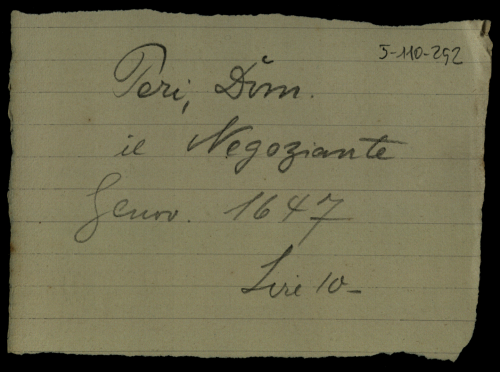 5-110-292
Peri, Dom.
il Negoziante
Genov. 1647
Lire 10-